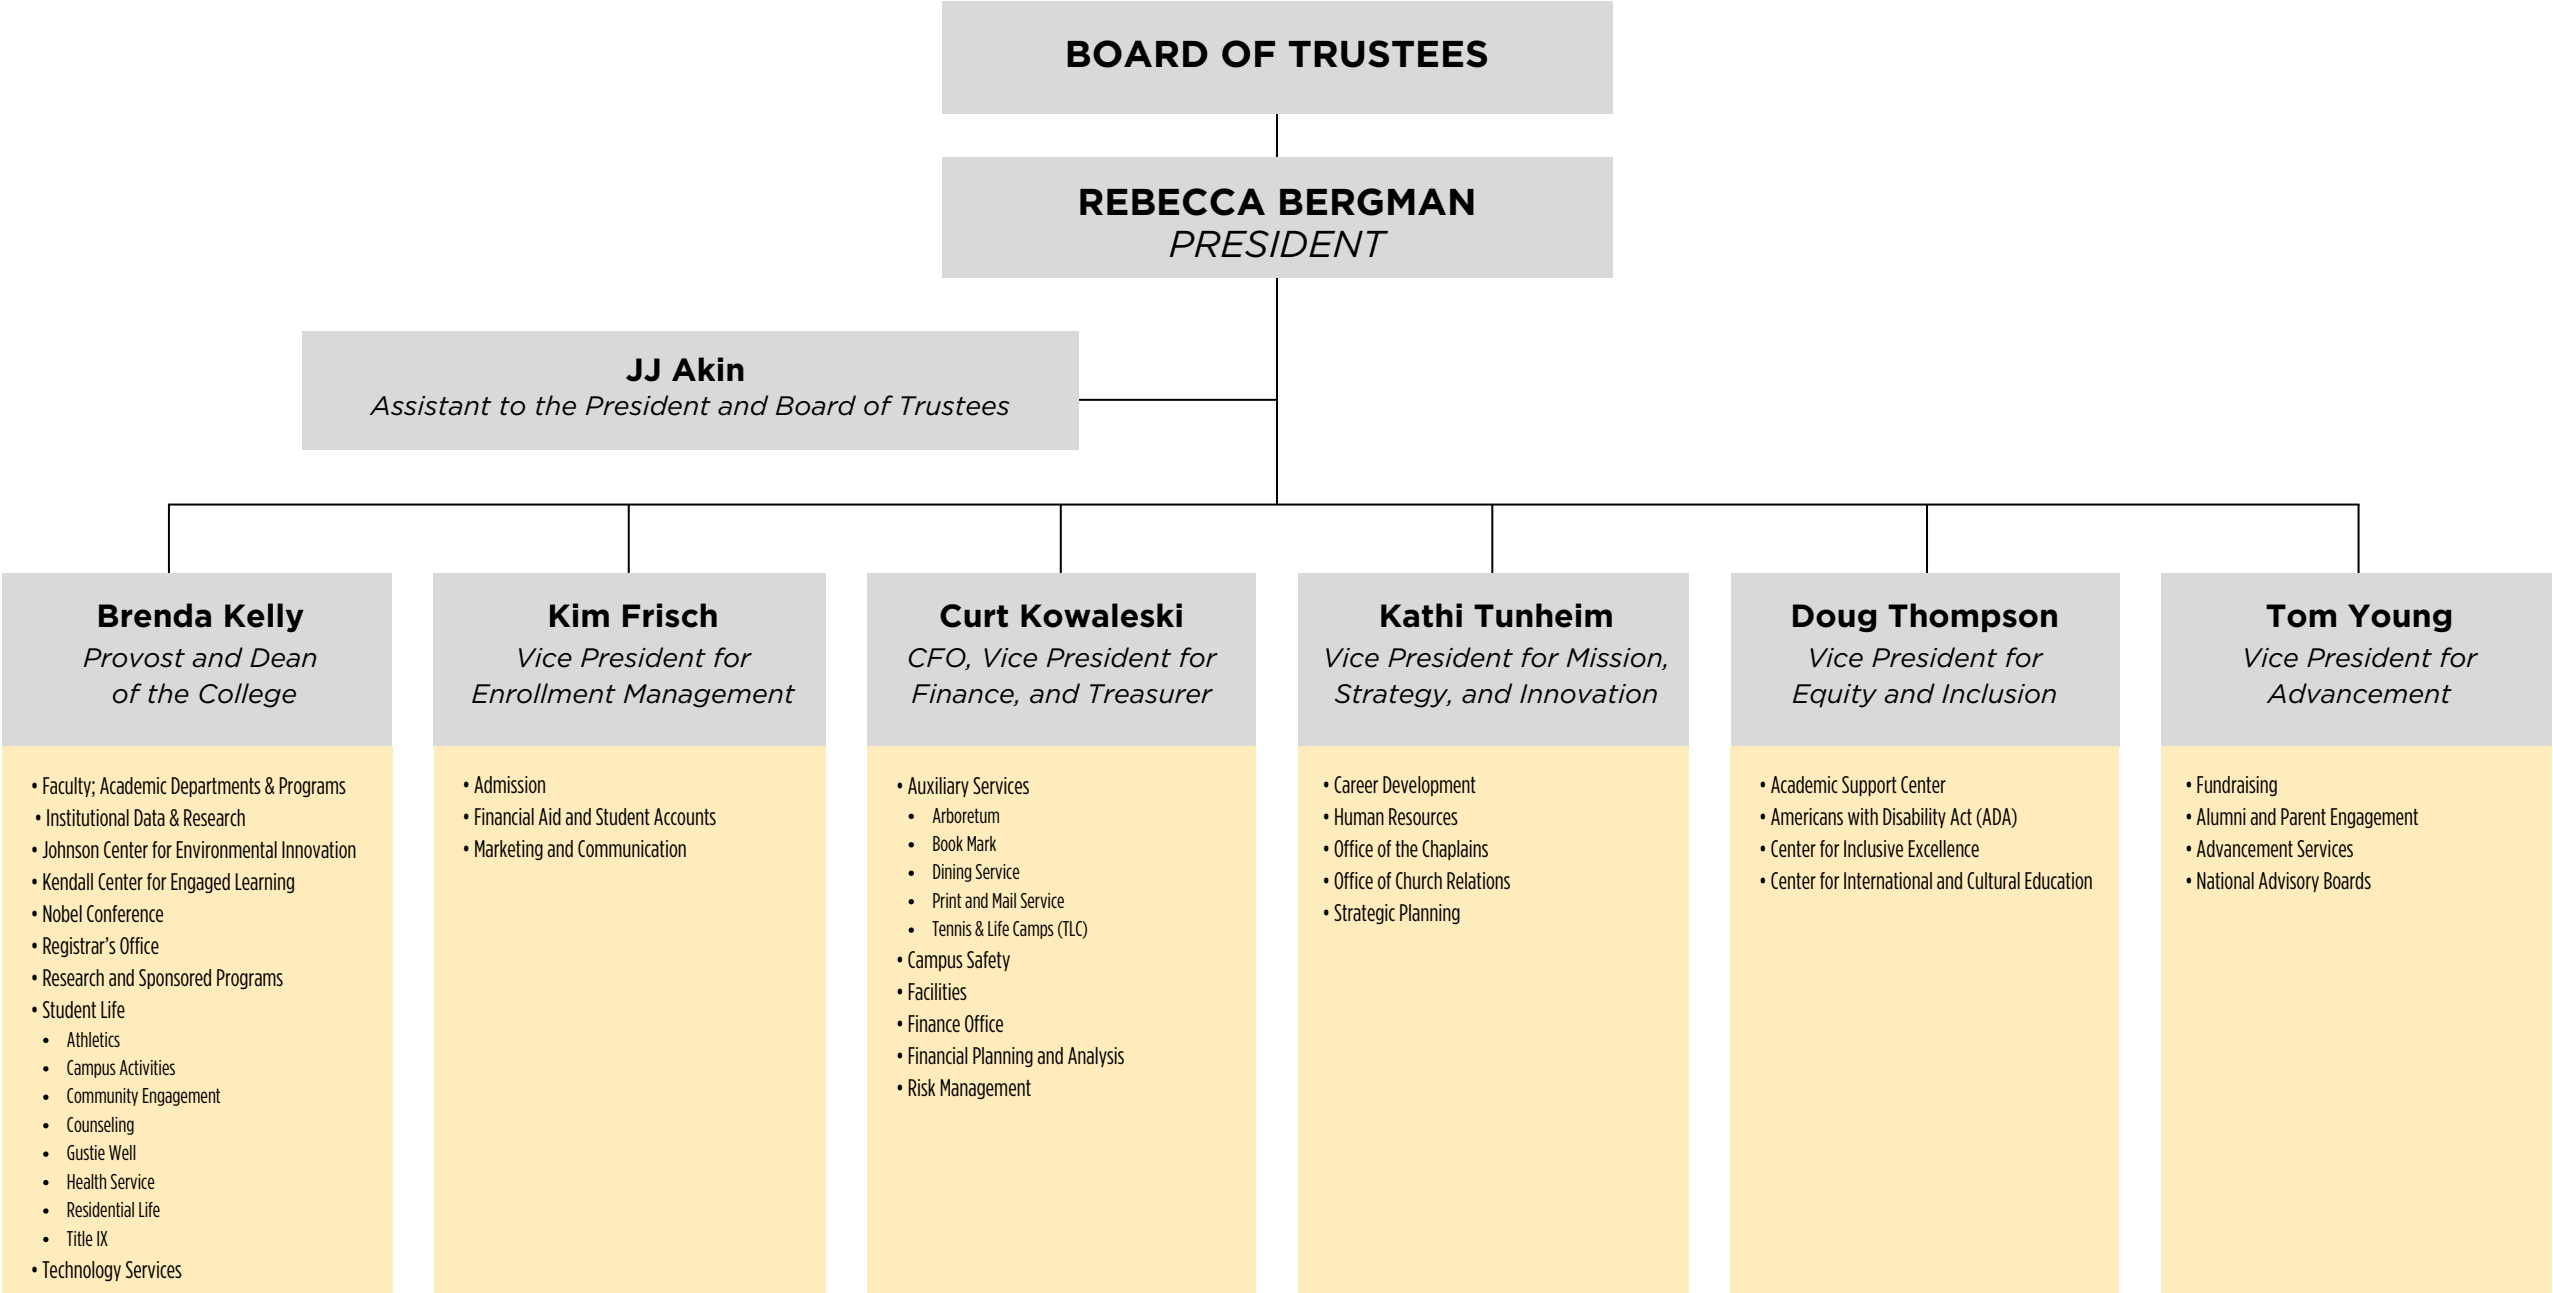 BOARD OF TRUSTEES
REBECCA BERGMAN
PRESIDENT
JJ Akin
Assistant to the President and Board of Trustees
Brenda Kelly
Provost and Dean
of the College
• Faculty; Academic Departments & Programs
• Institutional Data & Research
• Johnson Center for Environmental Innovation
• Kendall Center for Engaged Learning
• Nobel Conference
• Registrar’s Office
• Research and Sponsored Programs
• Student Life
• Athletics
• Campus Activities
• Community Engagement
• Counseling
• Gustie Well
• Health Service
• Residential Life
• Title IX
• Technology Services
Kim Frisch
Vice President for
Enrollment Management
• Admission
• Financial Aid and Student Accounts
• Marketing and Communication
Curt Kowaleski
CFO, Vice President for
Finance, and Treasurer
• Auxiliary Services
• Arboretum
• Book Mark
• Dining Service
• Print and Mail Service
• Tennis & Life Camps (TLC)
• Campus Safety
• Facilities
• Finance Office
• Financial Planning and Analysis
• Risk Management
Kathi Tunheim
Vice President for Mission,
Strategy, and Innovation
• Career Development
• Human Resources
• Office of the Chaplains
• Office of Church Relations
• Strategic Planning
Doug Thompson
Vice President for
Equity and Inclusion
• Academic Support Center
• Americans with Disability Act (ADA)
• Center for Inclusive Excellence
• Center for International and Cultural Education
Tom Young
Vice President for
Advancement
• Fundraising
• Alumni and Parent Engagement
• Advancement Services
• National Advisory Boards